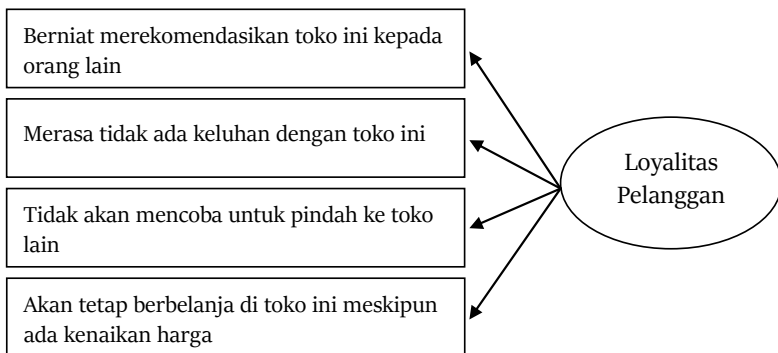 Berniat merekomendasikan toko ini kepada
orang lain
Merasa tidak ada keluhan dengan toko ini
Tidak akan mencoba untuk pindah ke toko
lain
Akan tetap berbelanja di toko ini meskipun
ada kenaikan harga
Loyalitas
Pelanggan